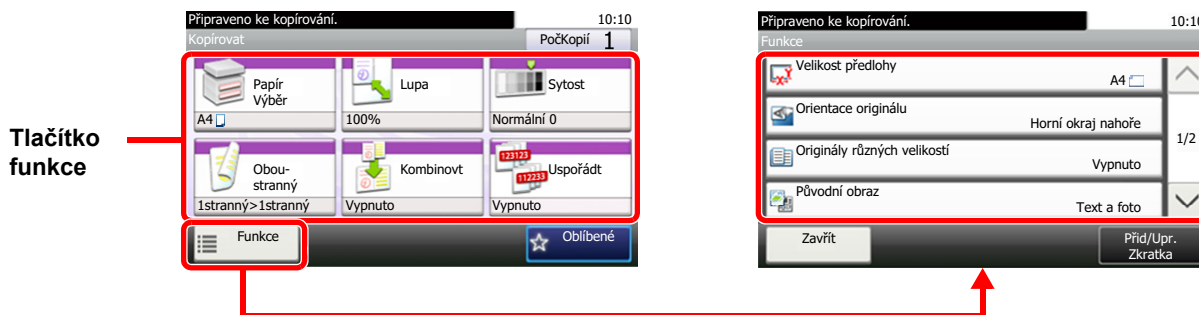 Tlačítko
funkce
Připraveno ke kopírování. 10:10
Kopírovat PočKopií 1
Papír
Výběr
A4
Lupa
100%
Sytost
Normální 0
Obou-
stranný
1stranný>1stranný
Kombinovt
Vypnuto
123123
112233
Uspořádt
Vypnuto
Funkce
Oblíbené
Připraveno ke kopírování. 10:10
Funkce
Velikost předlohy
A4
Orientace originálu
Horní okraj nahoře
Originály různých velikostí
Vypnuto
Původní obraz
Text a foto
1/2
Zavřít
Přid/Upr.
Zkratka